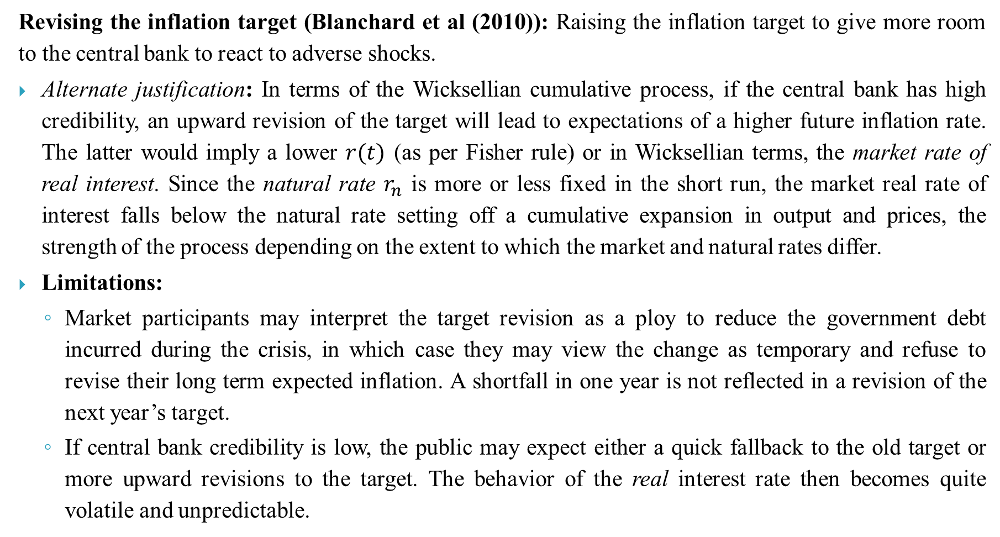 Revising the inflation target (Blanchard et al (2010)): Raising the inflation target to give more room
to the central bank to react to adverse shocks.
Alternate justification: In terms of the Wicksellian cumulative process, if the central bank has high
credibility, an upward revision of the target will lead to expectations of a higher future inflation rate.
The latter would imply a lower r(t) (as per Fisher rule) or in Wicksellian terms, the market rate of
real interest. Since the natural rate rₙ is more or less fixed in the short run, the market real rate of
interest falls below the natural rate setting off a cumulative expansion in output and prices, the
strength of the process depending on the extent to which the market and natural rates differ.
Limitations:
Market participants may interpret the target revision as a ploy to reduce the government debt
incurred during the crisis, in which case they may view the change as temporary and refuse to
revise their long term expected inflation. A shortfall in one year is not reflected in a revision of the
next year’s target.
If central bank credibility is low, the public may expect either a quick fallback to the old target or
more upward revisions to the target. The behavior of the real interest rate then becomes quite
volatile and unpredictable.